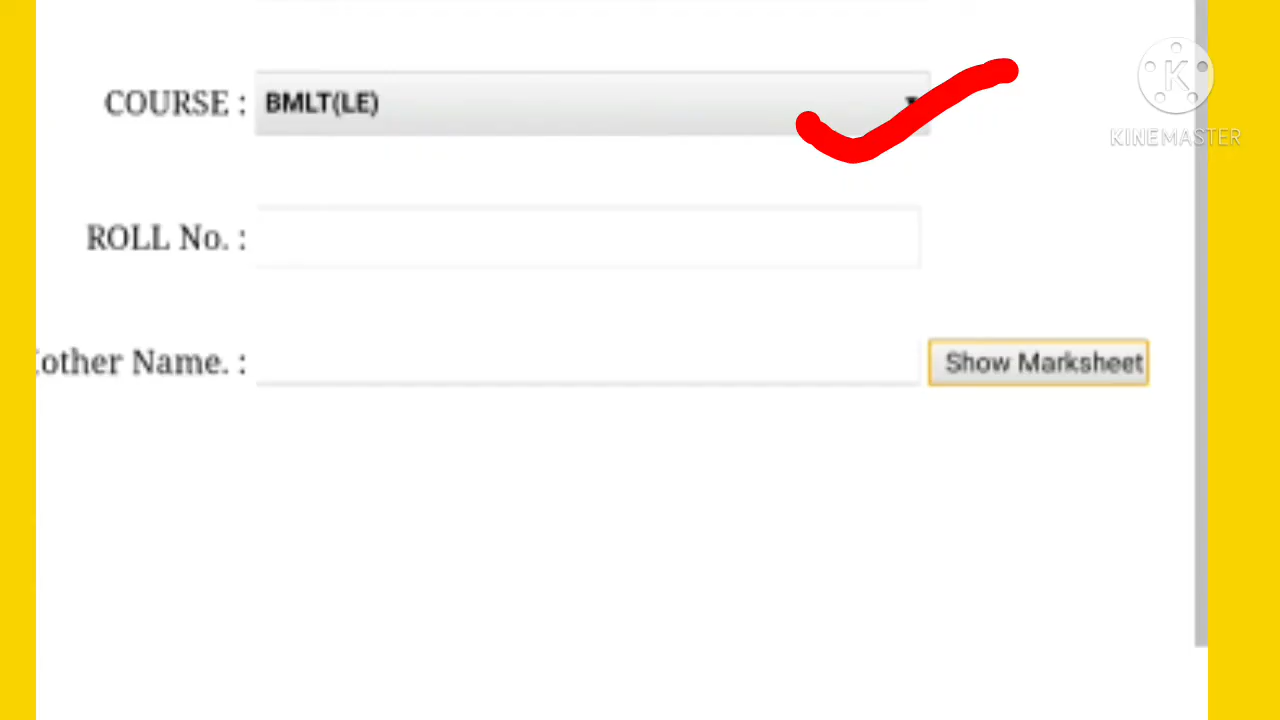 COURSE : BMLT(LE)
KINEMASTER
ROLL No. :
other Name. : Show Marksheet